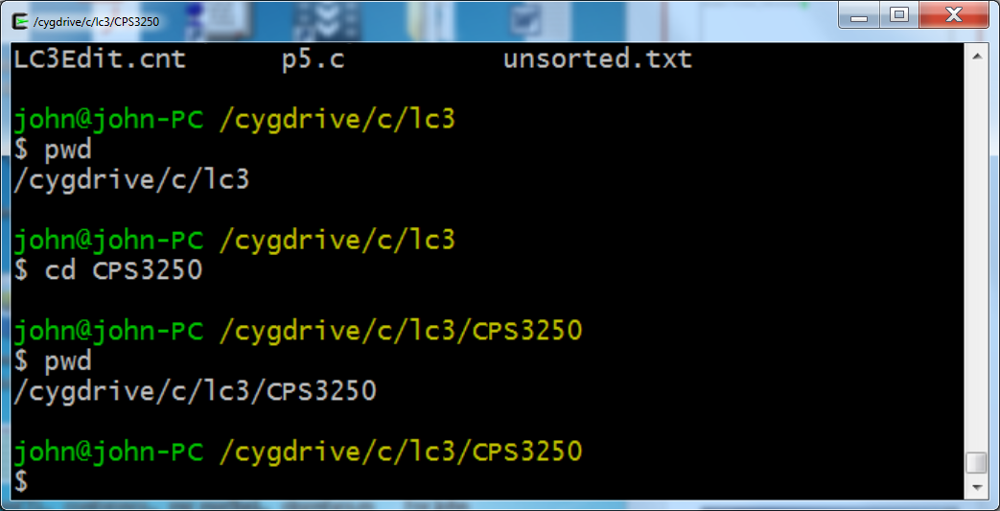 /cygdrive/c/lc3/CPS3250
LC3Edit.cnt p5.c unsorted.txt
john@john-PC /cygdrive/c/lc3
$ pwd
/cygdrive/c/lc3
john@john-PC /cygdrive/c/lc3
$ cd CPS3250
john@john-PC /cygdrive/c/lc3/CPS3250
$ pwd
/cygdrive/c/lc3/CPS3250
john@john-PC /cygdrive/c/lc3/CPS3250
$